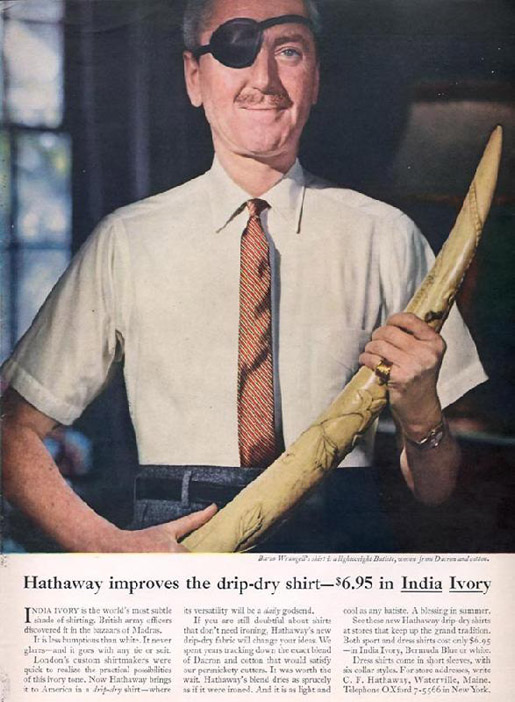 Baron Wrangell's shirt is a lightweight Batiste, woven from Dacron and cotton.
Hathaway improves the drip-dry shirt—$6.95 in India Ivory
INDIA IVORY is the world's most subtle
shade of shirting. British army officers
discovered it in the bazaars of Madras.
It is less bumptious than white. It never
glares—and it goes with any tie or suit.
London's custom shirtmakers were
quick to realize the practical possibilities
of this ivory tone. Now Hathaway brings
it to America in a drip-dry shirt—where
its versatility will be a daily godsend.
If you are still doubtful about shirts
that don't need ironing, Hathaway's new
drip-dry fabric will change your ideas. We
spent years tracking down the exact blend
of Dacron and cotton that would satisfy
our pernickety cutters. It was worth the
wait. Hathaway's blend dries as sprucely
as if it were ironed. And it is as light and
cool as any batiste. A blessing in summer.
See these new Hathaway drip-dry shirts
at stores that keep up the grand tradition.
Both sport and dress shirts cost only $6.95
—in India Ivory, Bermuda Blue or white.
Dress shirts come in short sleeves, with
six collar styles. For store addresses, write
C. F. Hathaway, Waterville, Maine.
Telephone OXford 7-5566 in New York.